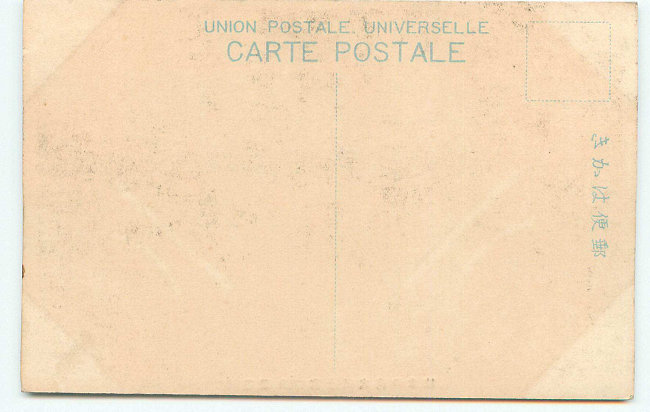 UNION POSTALE UNIVERSELLE
CARTE POSTALE
郵便はかき